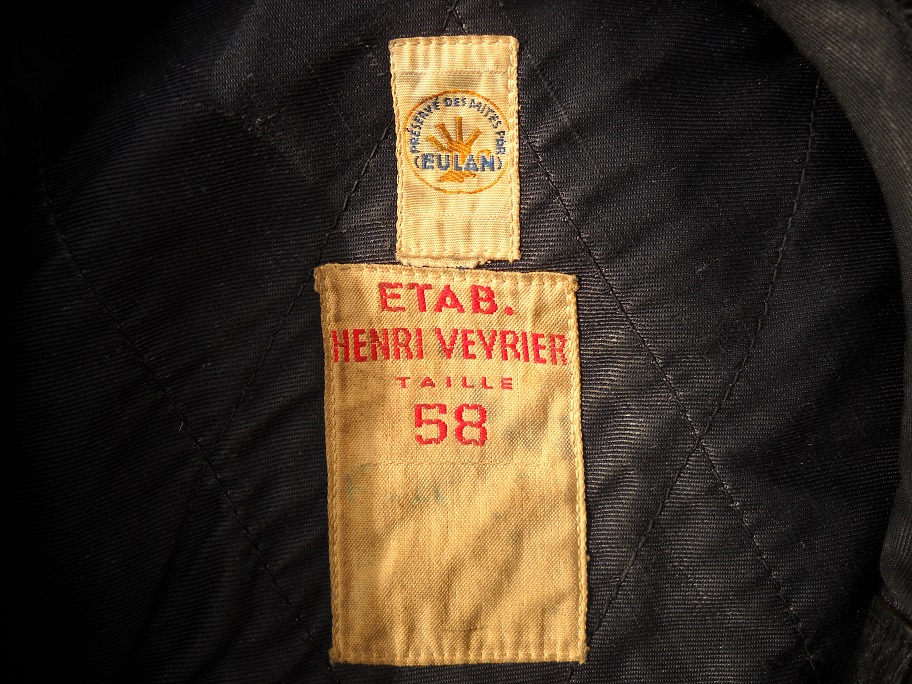 PRÉSERVÉ DES MITES PAR
(EULAN)
ETAB.
HENRI VEYRIER
TAILLE
58